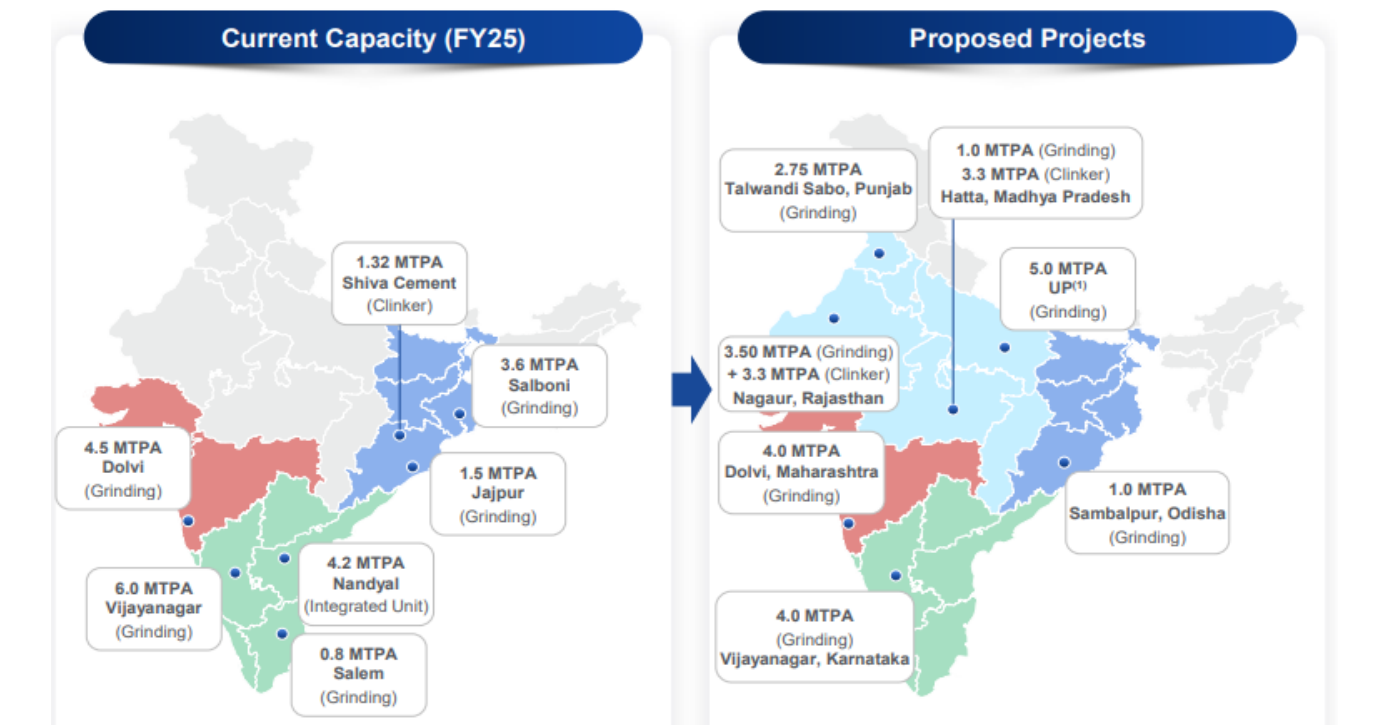 Current Capacity (FY25)
1.32 MTPA
Shiva Cement
(Clinker)
3.6 MTPA
Salboni
(Grinding)
4.5 MTPA
Dolvi
(Grinding)
1.5 MTPA
Jajpur
(Grinding)
4.2 MTPA
Nandyal
(Integrated Unit)
6.0 MTPA
Vijayanagar
(Grinding)
0.8 MTPA
Salem
(Grinding)
Proposed Projects
2.75 MTPA
Talwandi Sabo, Punjab
(Grinding)
1.0 MTPA (Grinding)
3.3 MTPA (Clinker)
Hatta, Madhya Pradesh
5.0 MTPA
UP(1)
(Grinding)
3.50 MTPA (Grinding)
+ 3.3 MTPA (Clinker)
Nagaur, Rajasthan
4.0 MTPA
Dolvi, Maharashtra
(Grinding)
1.0 MTPA
Sambalpur, Odisha
(Grinding)
4.0 MTPA
(Grinding)
Vijayanagar, Karnataka